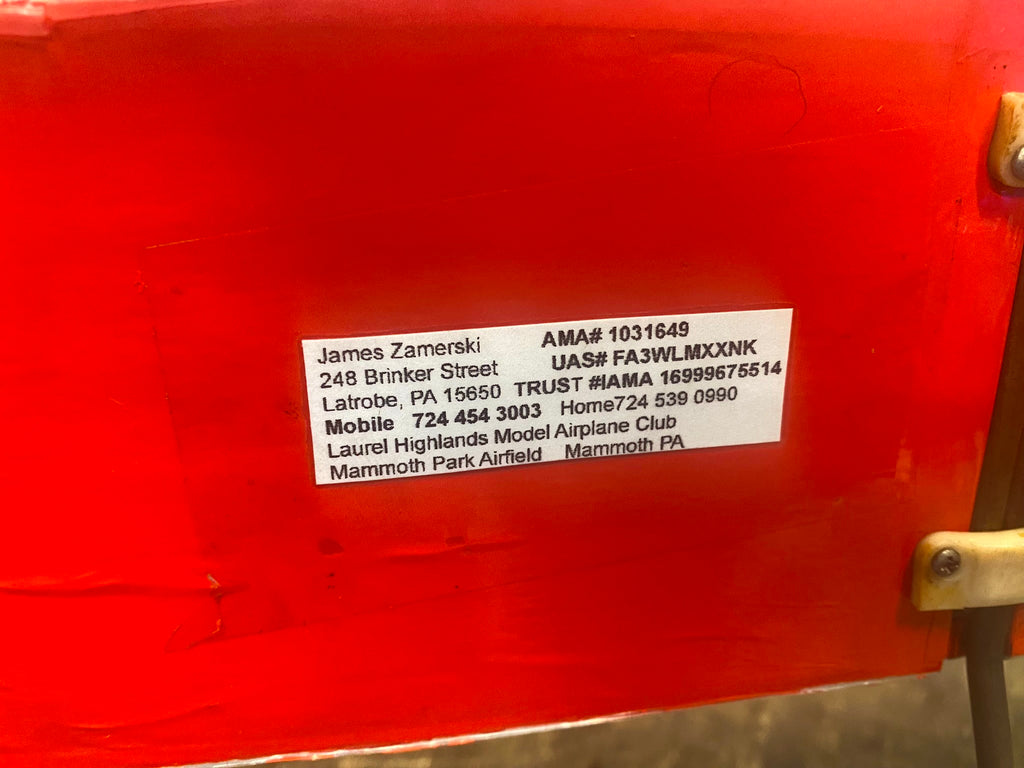 James Zamerski AMA# 1031649
248 Brinker Street UAS# FA3WLMXXNK
Latrobe, PA 15650 TRUST #IAMA 16999675514
Mobile 724 454 3003 Home724 539 0990
Laurel Highlands Model Airplane Club
Mammoth Park Airfield Mammoth PA